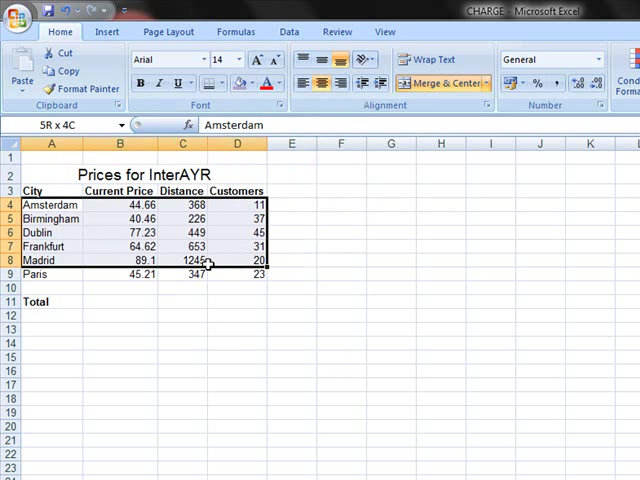 CHARGE - Microsoft Excel
Home Insert Page Layout Formulas Data Review View
Cut
Copy
Format Painter
Paste
Clipboard
Arial 14 A A
B I U A
Font
Wrap Text
Merge & Center
Alignment
General
% ,
Number
Cond
Forma
5R x 4C fx Amsterdam
A B C D E F G H I J K L
1
2 Prices for InterAYR
3 City Current Price Distance Customers
4 Amsterdam 44.66 368 11
5 Birmingham 40.46 226 37
6 Dublin 77.23 449 45
7 Frankfurt 64.62 653 31
8 Madrid 89.1 1245 20
9 Paris 45.21 347 23
10
11 Total
12
13
14
15
16
17
18
19
20
21
22
23
24